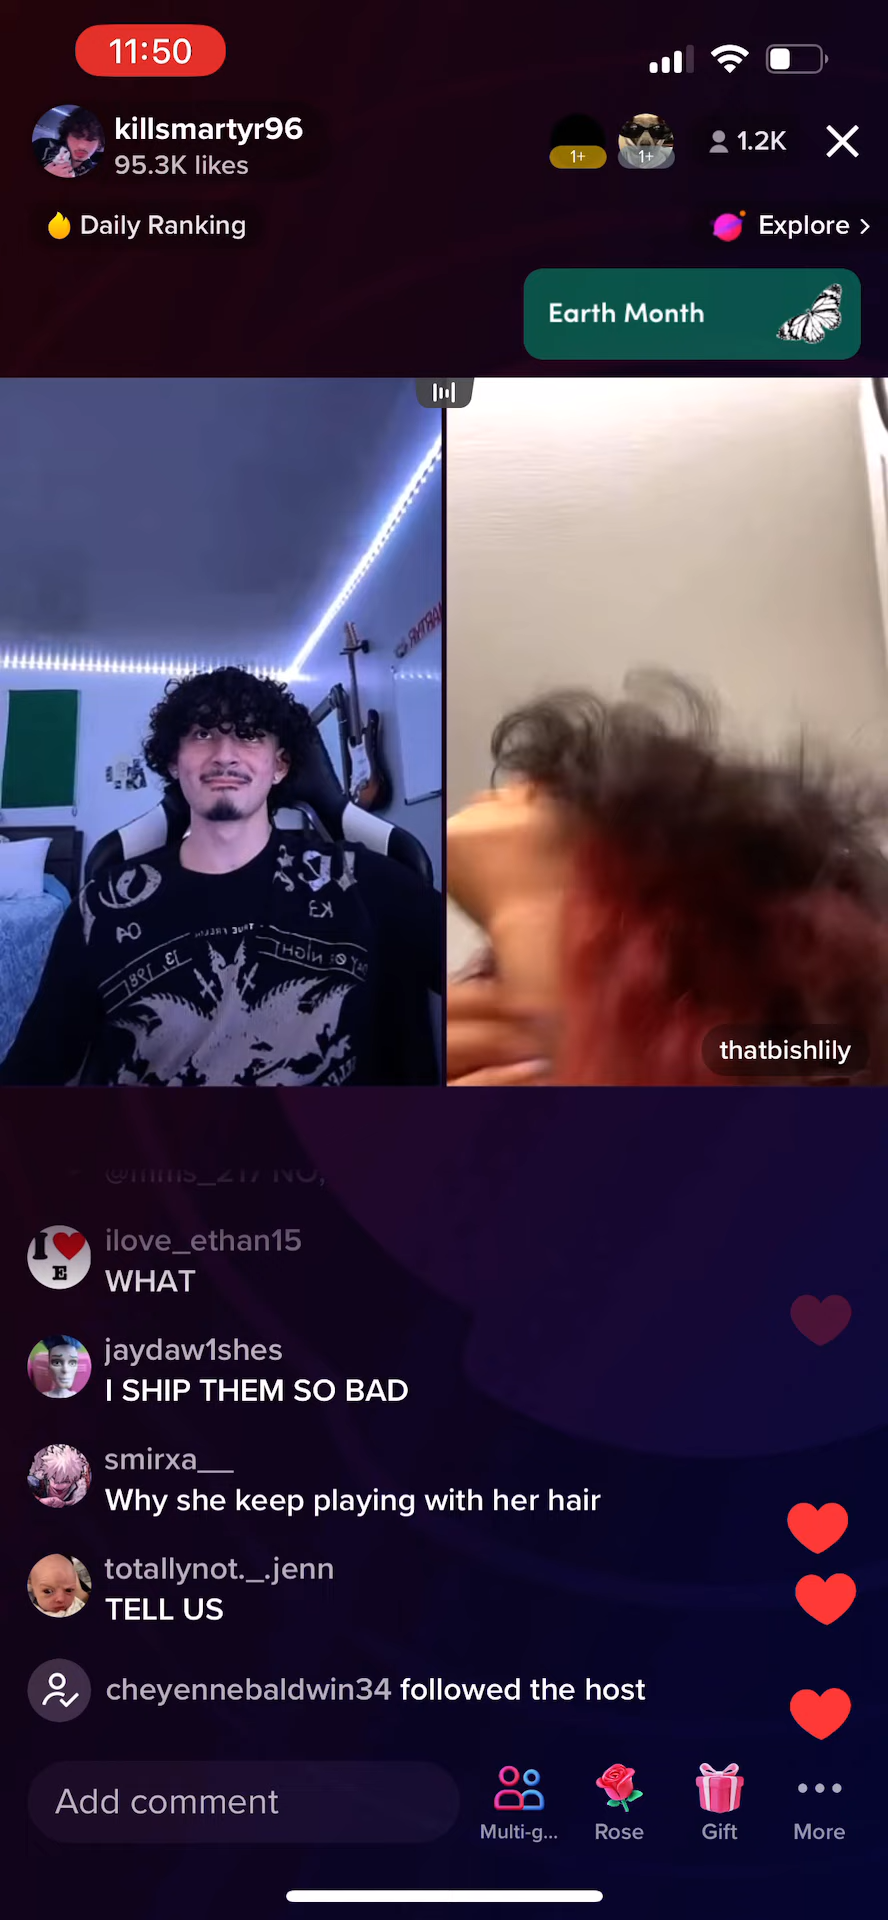 11:50
killsmartyr96
95.3K likes
1+
1+
1.2K
Daily Ranking
Explore >
Earth Month
thatbishlily
ilove_ethan15
WHAT
I
E
jaydaw1shes
I SHIP THEM SO BAD
smirxa__
Why she keep playing with her hair
totallynot._.jenn
TELL US
cheyennebaldwin34 followed the host
Add comment
Multi-g...
Rose
Gift
More